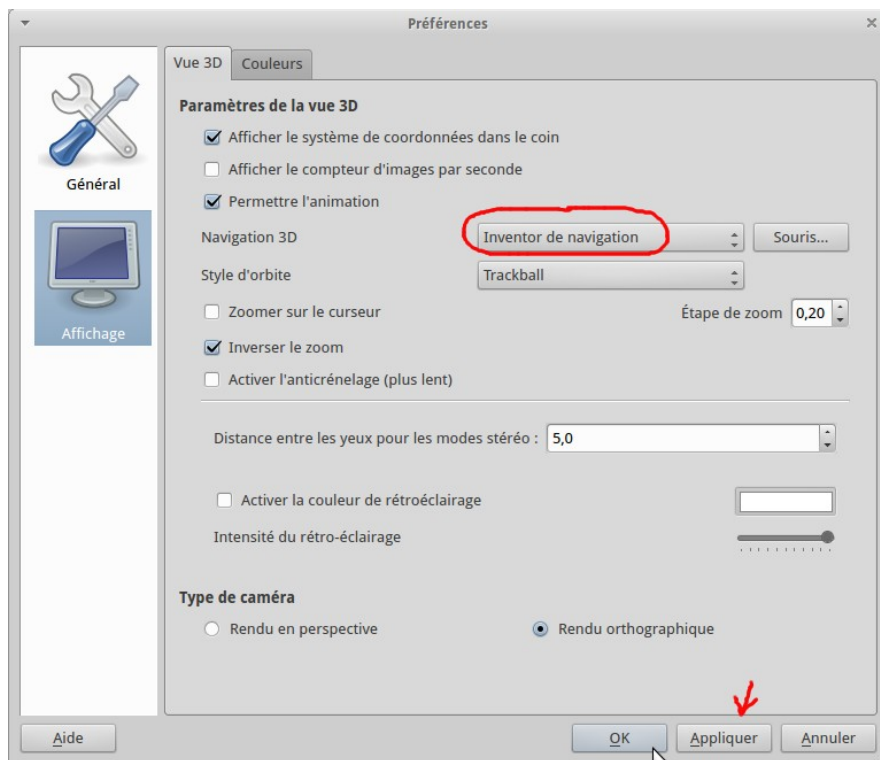 Préférences
Général
Affichage
Vue 3D
Couleurs
Paramètres de la vue 3D
Afficher le système de coordonnées dans le coin
Afficher le compteur d'images par seconde
Permettre l'animation
Navigation 3D Inventor de navigation Souris...
Style d'orbite Trackball
Zoomer sur le curseur Étape de zoom 0,20
Inverser le zoom
Activer l'anticrénelage (plus lent)
Distance entre les yeux pour les modes stéréo : 5,0
Activer la couleur de rétroéclairage
Intensité du rétro-éclairage
Type de caméra
Rendu en perspective Rendu orthographique
Aide OK Appliquer Annuler